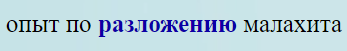 опыт по разложению малахита